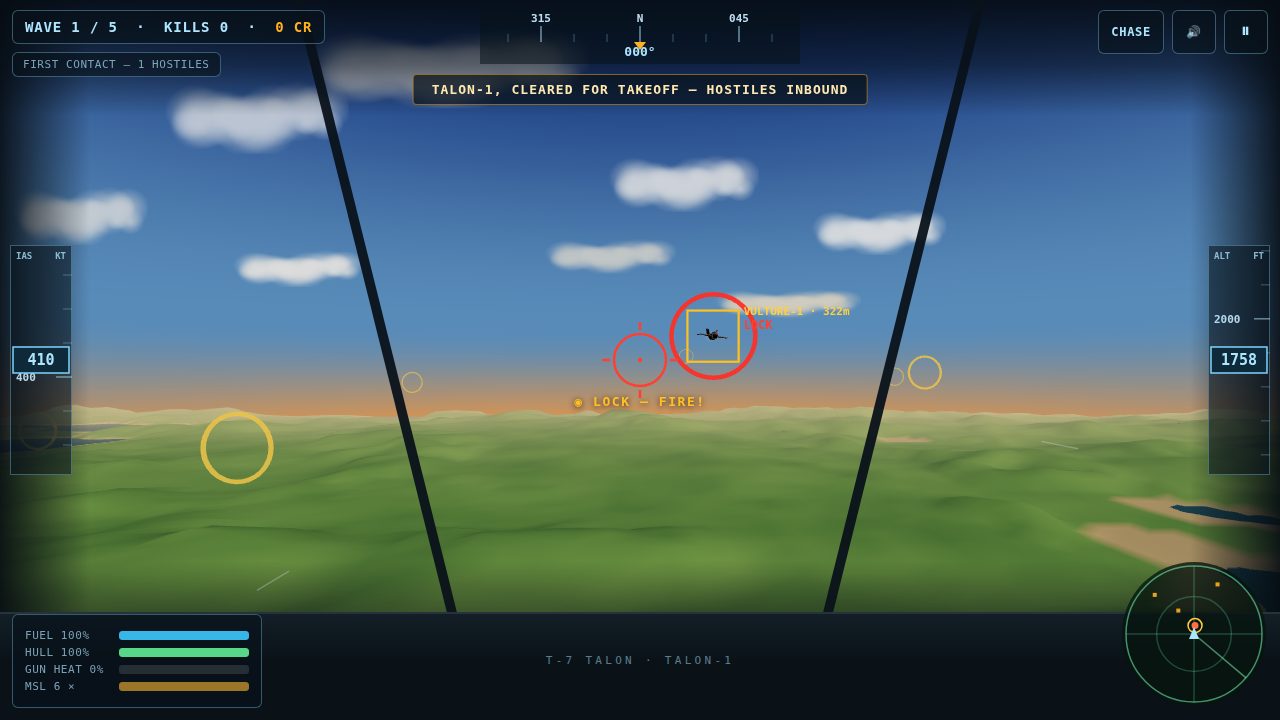 WAVE 1 / 5 · KILLS 0 · 0 CR
FIRST CONTACT — 1 HOSTILES
315 N 045
000°
CHASE 🔊 ⏸
TALON-1, CLEARED FOR TAKEOFF — HOSTILES INBOUND
IAS KT
410
400
ALT FT
2000
1758
VULTURE-1 · 322m
LOCK
◉ LOCK — FIRE!
FUEL 100%
HULL 100%
GUN HEAT 0%
MSL 6 ×
T-7 TALON · TALON-1